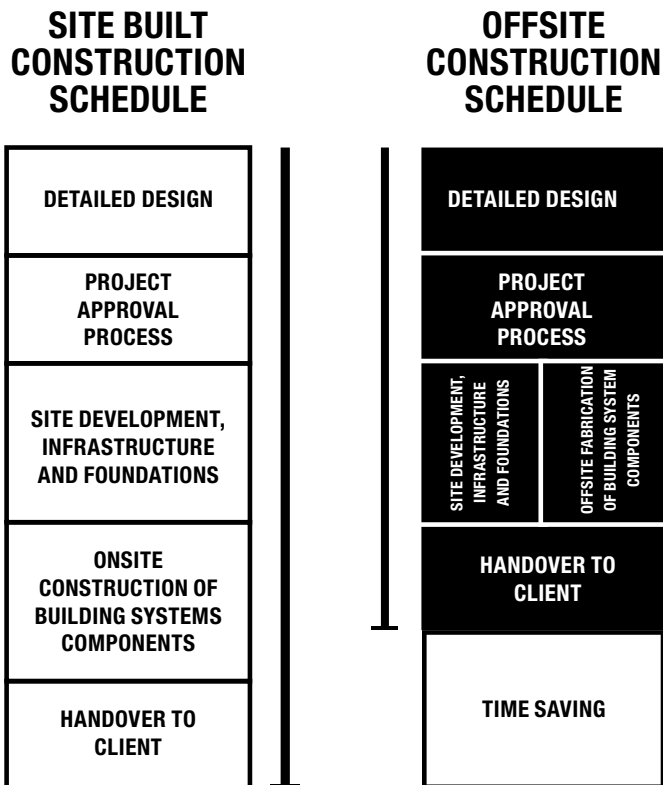 SITE BUILT
CONSTRUCTION
SCHEDULE
DETAILED DESIGN
PROJECT
APPROVAL
PROCESS
SITE DEVELOPMENT,
INFRASTRUCTURE
AND FOUNDATIONS
ONSITE
CONSTRUCTION OF
BUILDING SYSTEMS
COMPONENTS
HANDOVER TO
CLIENT
OFFSITE
CONSTRUCTION
SCHEDULE
DETAILED DESIGN
PROJECT
APPROVAL
PROCESS
SITE DEVELOPMENT,
INFRASTRUCTURE
AND FOUNDATIONS
OFFSITE FABRICATION
OF BUILDING SYSTEM
COMPONENTS
HANDOVER TO
CLIENT
TIME SAVING